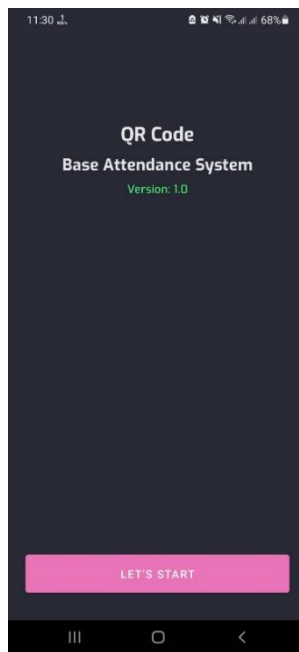 11:30
68%
QR Code
Base Attendance System
Version: 1.0
LET'S START